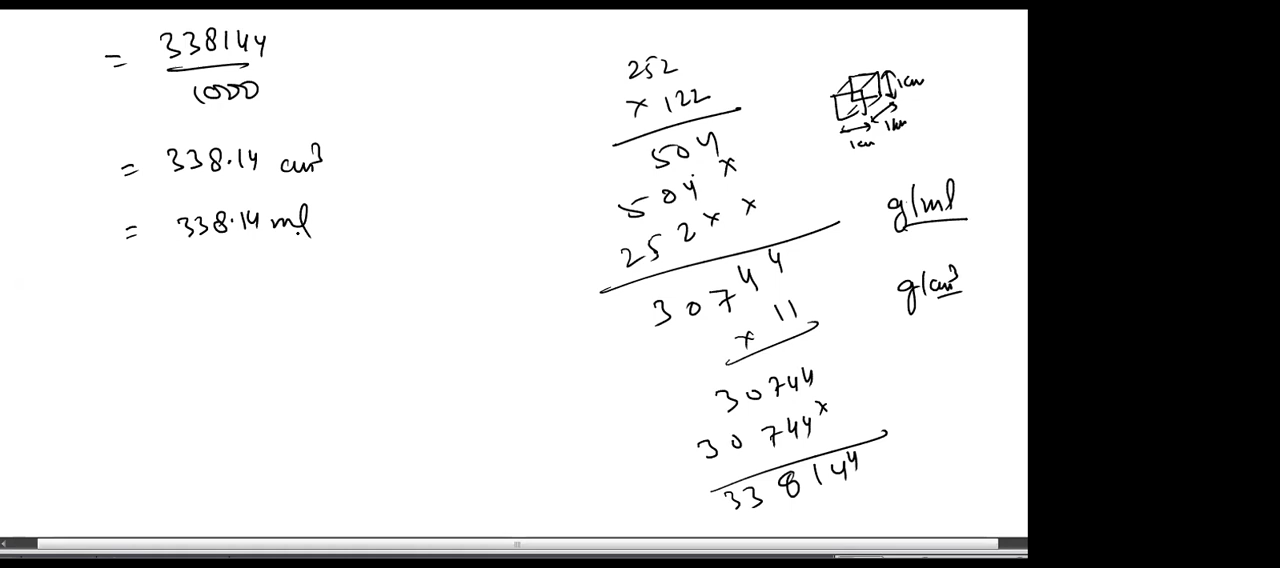 = 338144
1000
= 338.14 cm³
= 338.14 ml
252
x 122
504
504 x
252 x x
30744
x 11
30744
30744 x
338144
1cm
1cm
1cm
g/ml
g/cm³